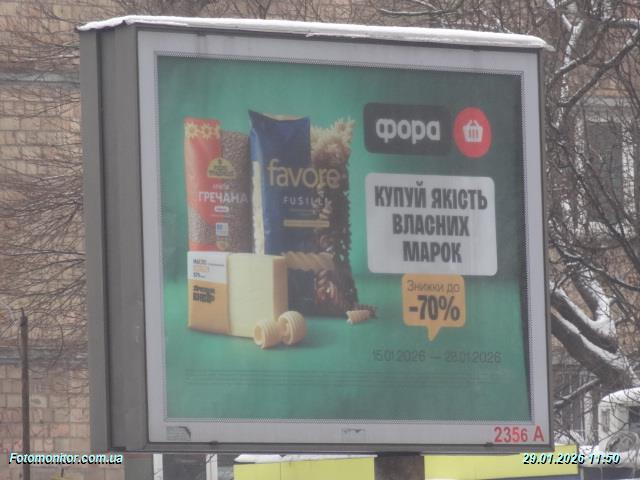 фора
КУПУЙ ЯКІСТЬ
ВЛАСНИХ
МАРОК
Знижки до
-70%
15.01.2026 — 28.01.2026
ГРЕЧАНА
favore
FUSILLI
МАСЛО
2356 A
Fotomonitor.com.ua
29.01.2026 11:50